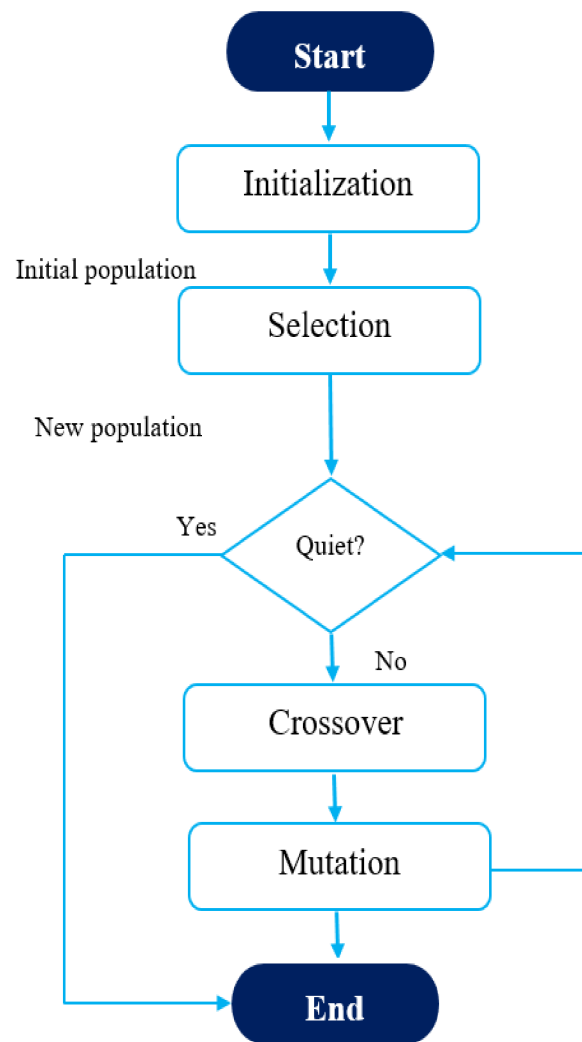 Start
Initialization
Initial population
Selection
New population
Yes
Quiet?
No
Crossover
Mutation
End